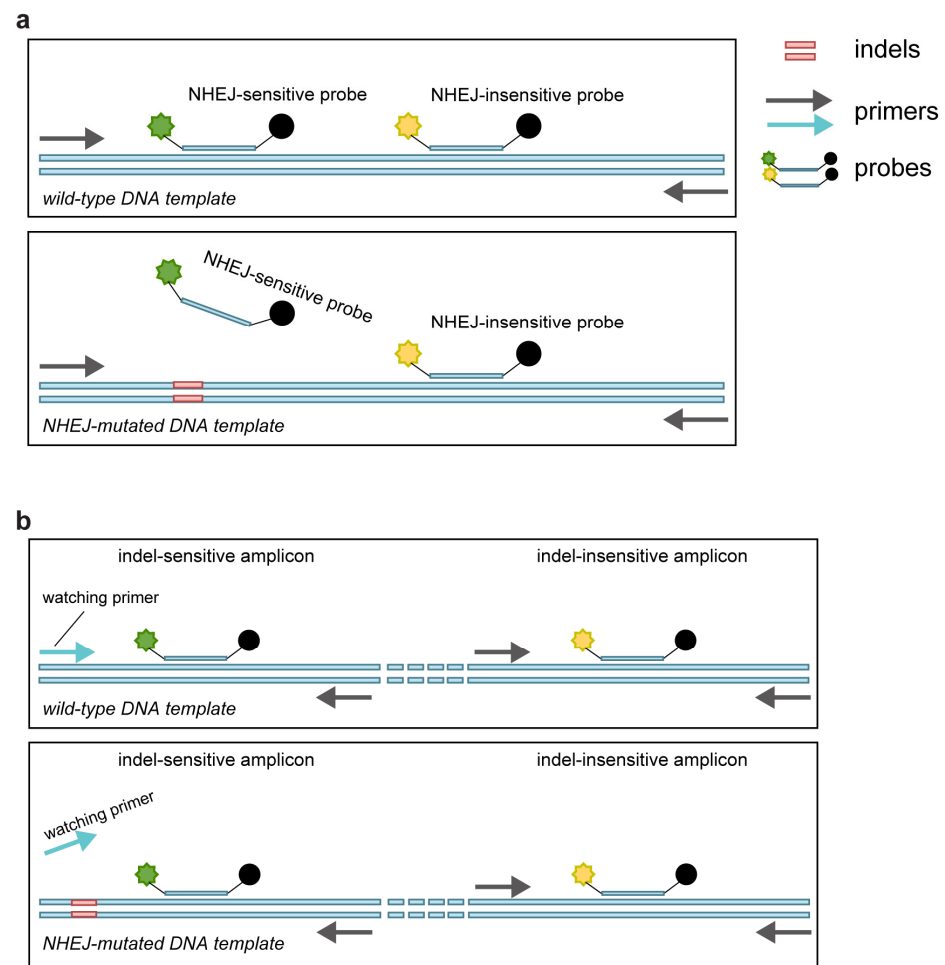 a
NHEJ-sensitive probe
NHEJ-insensitive probe
wild-type DNA template
indels
primers
probes
NHEJ-sensitive probe
NHEJ-insensitive probe
NHEJ-mutated DNA template
b
indel-sensitive amplicon
indel-insensitive amplicon
watching primer
wild-type DNA template
indel-sensitive amplicon
indel-insensitive amplicon
watching primer
NHEJ-mutated DNA template